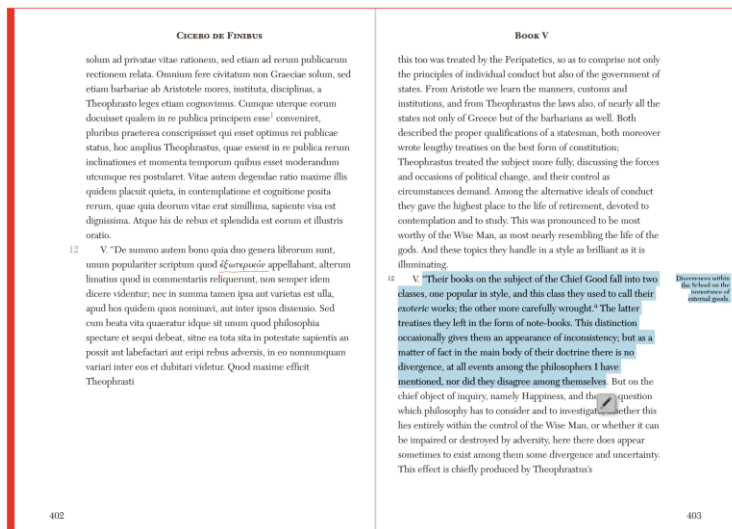 CICERO DE FINIBUS
solum ad privatae vitae rationem, sed etiam ad rerum publicarum
rectionem relata. Omnium fere civitatum non Graeciae solum, sed
etiam barbariae ab Aristotele mores, instituta, disciplinas, a
Theophrasto leges etiam cognovimus. Cumque uterque eorum
docuisset qualem in re publica principem esse¹ conveniret,
pluribus praeterea conscripsisset qui esset optimus rei publicae
status, hoc amplius Theophrastus, quae essent in re publica rerum
inclinationes et momenta temporum quibus esset moderandum
utcumque res postularet. Vitae autem degendae ratio maxime illis
quidem placuit quieta, in contemplatione et cognitione posita
rerum, quae quia deorum vitae erat simillima, sapiente visa est
dignissima. Atque his de rebus et splendida est eorum et illustris
oratio.
12 V. “De summo autem bono quia duo genera librorum sunt,
unum populariter scriptum quod ἐξωτερικόν appellabant, alterum
limatius quod in commentariis reliquerunt, non semper idem
dicere videntur; nec in summa tamen ipsa aut varietas est ulla,
apud hos quidem quos nominavi, aut inter ipsos dissensio. Sed
cum beata vita quaeratur idque sit unum quod philosophia
spectare et sequi debeat, sitne ea tota sita in potestate sapientis an
possit aut labefactari aut eripi rebus adversis, in eo nonnumquam
variari inter eos et dubitari videtur. Quod maxime efficit
Theophrasti
402
BOOK V
this too was treated by the Peripatetics, so as to comprise not only
the principles of individual conduct but also of the government of
states. From Aristotle we learn the manners, customs and
institutions, and from Theophrastus the laws also, of nearly all the
states not only of Greece but of the barbarians as well. Both
described the proper qualifications of a statesman, both moreover
wrote lengthy treatises on the best form of constitution;
Theophrastus treated the subject more fully, discussing the forces
and occasions of political change, and their control as
circumstances demand. Among the alternative ideals of conduct
they gave the highest place to the life of retirement, devoted to
contemplation and to study. This was pronounced to be most
worthy of the Wise Man, as most nearly resembling the life of the
gods. And these topics they handle in a style as brilliant as it is
illuminating.
12 V. “Their books on the subject of the Chief Good fall into two
classes, one popular in style, and this class they used to call their
exoteric works; the other more carefully wrought.ᵃ The latter
treatises they left in the form of note-books. This distinction
occasionally gives them an appearance of inconsistency; but as a
matter of fact in the main body of their doctrine there is no
divergence, at all events among the philosophers I have
mentioned, nor did they disagree among themselves. But on the
chief object of inquiry, namely Happiness, and the question
which philosophy has to consider and to investigate, whether this
lies entirely within the control of the Wise Man, or whether it can
be impaired or destroyed by adversity, here there does appear
sometimes to exist among them some divergence and uncertainty.
This effect is chiefly produced by Theophrastus’s
Divergences within
the School on the
importance of
external goods.
403